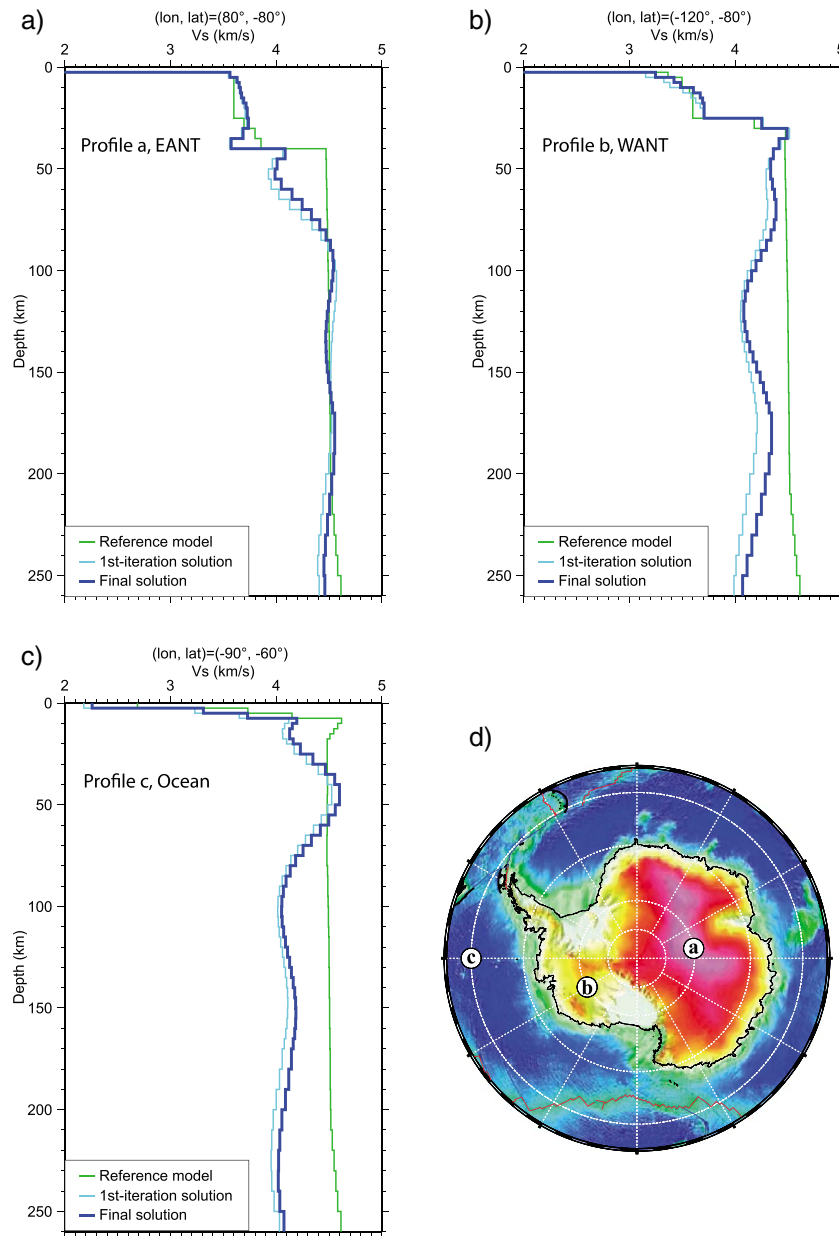 a)
(lon, lat)=(80°, -80°)
Vs (km/s)
2 3 4 5
0
50
100
150
200
250
Depth (km)
Profile a, EANT
Reference model
1st-iteration solution
Final solution
b)
(lon, lat)=(-120°, -80°)
Vs (km/s)
2 3 4 5
0
50
100
150
200
250
Depth (km)
Profile b, WANT
Reference model
1st-iteration solution
Final solution
c)
(lon, lat)=(-90°, -60°)
Vs (km/s)
2 3 4 5
0
50
100
150
200
250
Depth (km)
Profile c, Ocean
Reference model
1st-iteration solution
Final solution
d)
a
c
b